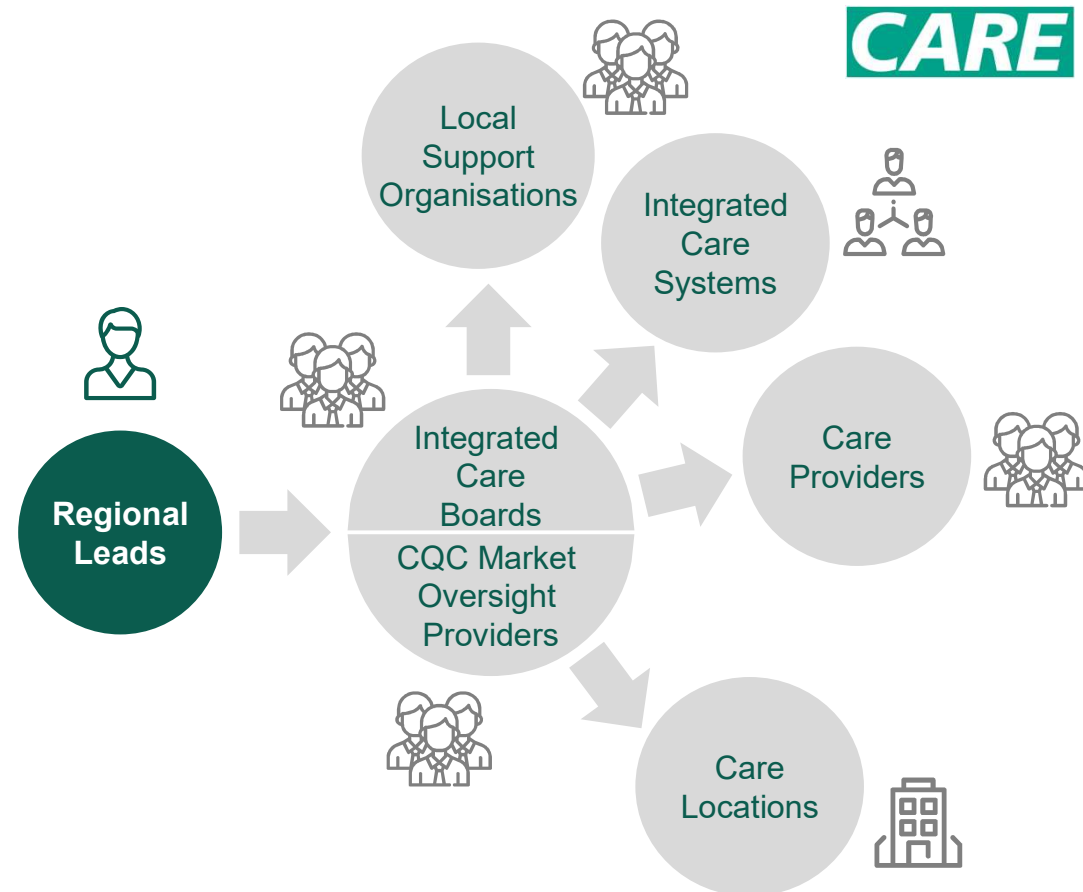 CARE
Local
Support
Organisations
Integrated
Care
Systems
Regional
Leads
Integrated
Care
Boards
CQC Market
Oversight
Providers
Care
Providers
Care
Locations